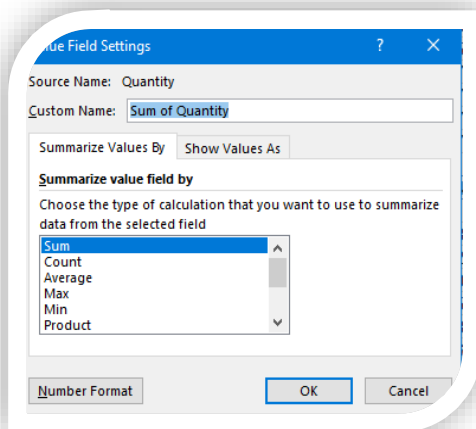 ue Field Settings ? ×
Source Name: Quantity
Custom Name: Sum of Quantity
Summarize Values By Show Values As
Summarize value field by
Choose the type of calculation that you want to use to summarize
data from the selected field
Sum
Count
Average
Max
Min
Product
Number Format OK Cancel